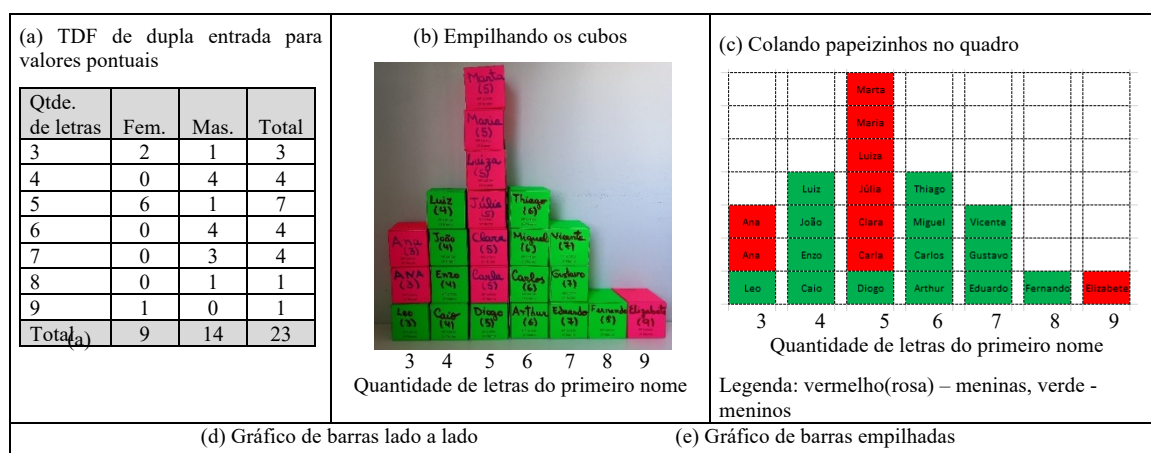 (a) TDF de dupla entrada para
valores pontuais
Qtde.
de letras Fem. Mas. Total
3 2 1 3
4 0 4 4
5 6 1 7
6 0 4 4
7 0 3 4
8 0 1 1
9 1 0 1
Total 9 14 23
(a)
(b) Empilhando os cubos
Marta
(5)
Maria
(5)
Luiza
(5)
Luiz
(4)
Júlia
(5)
Thiago
(6)
Ana
(3)
João
(4)
Clara
(5)
Miguel
(6)
Vicente
(7)
ANA
(3)
Enzo
(4)
Carla
(5)
Carlos
(6)
Gustavo
(7)
Leo
(3)
Caio
(4)
Diogo
(5)
Arthur
(6)
Eduardo
(7)
Fernando
(8)
Elizabete
(9)
3 4 5 6 7 8 9
Quantidade de letras do primeiro nome
(c) Colando papeizinhos no quadro
Marta
Maria
Luiza
Luiz Júlia Thiago
Ana João Clara Miguel Vicente
Ana Enzo Carla Carlos Gustavo
Leo Caio Diogo Arthur Eduardo Fernando Elizabete
3 4 5 6 7 8 9
Quantidade de letras do primeiro nome
Legenda: vermelho(rosa) – meninas, verde -
meninos
(d) Gráfico de barras lado a lado
(e) Gráfico de barras empilhadas